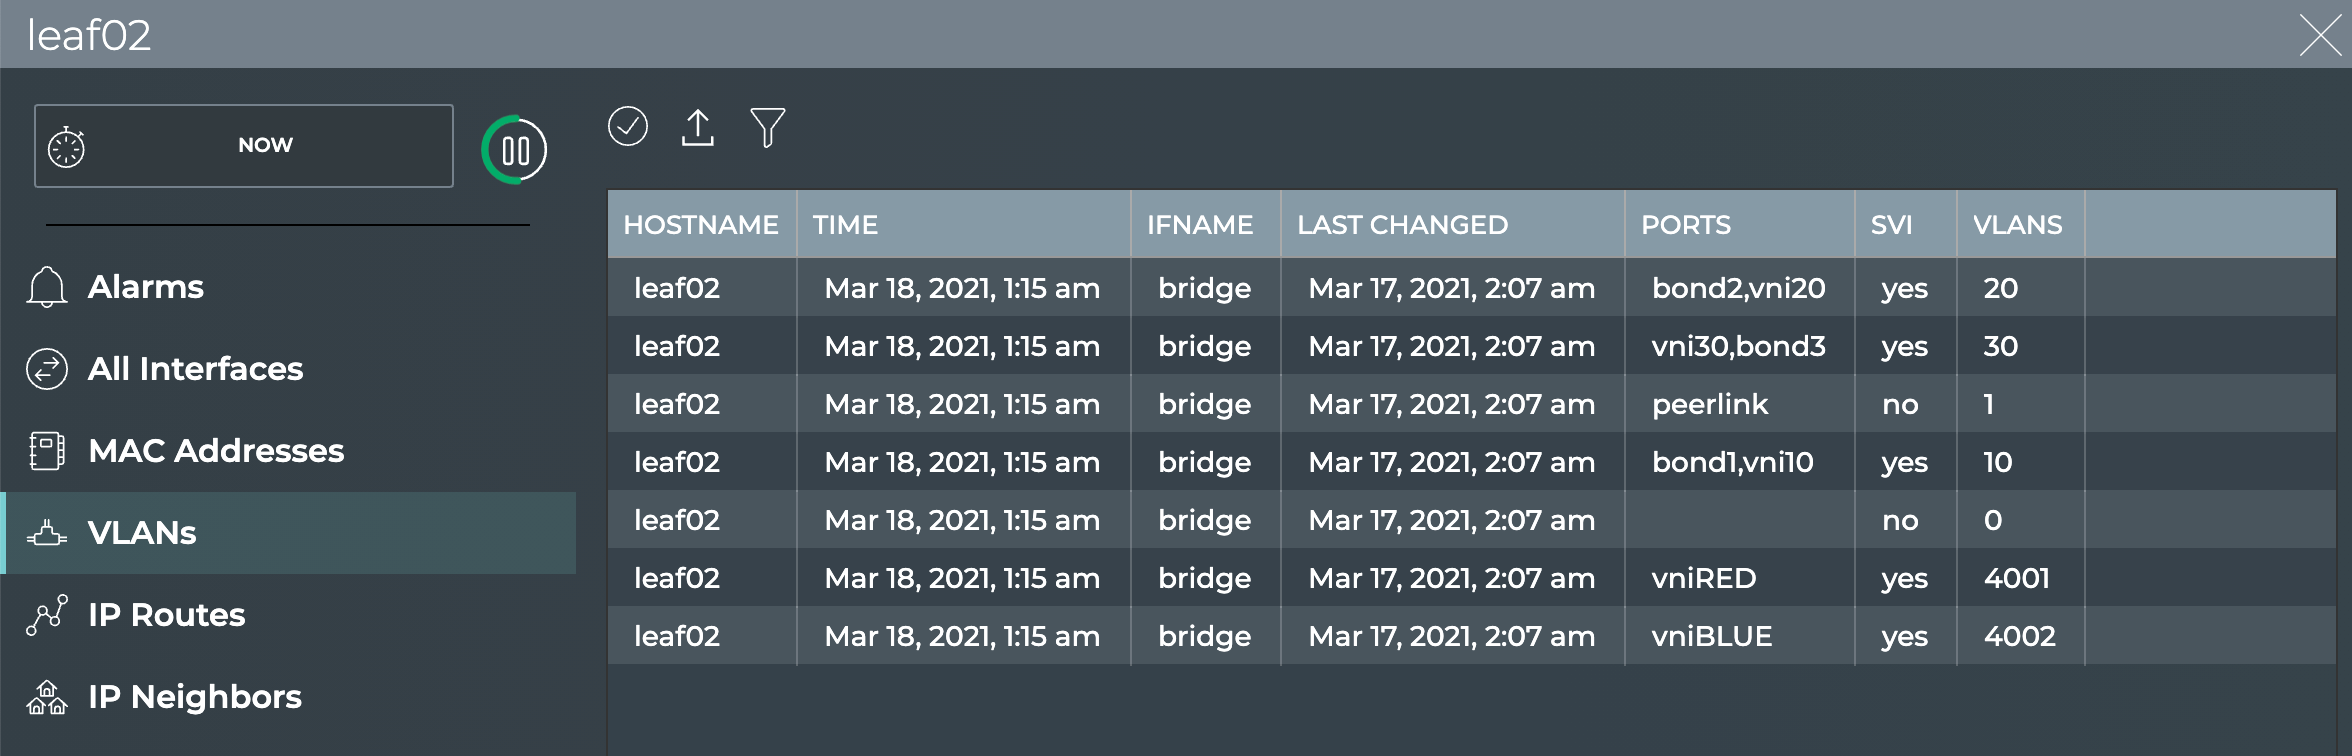 leaf02
NOW
Alarms
All Interfaces
MAC Addresses
VLANs
IP Routes
IP Neighbors
HOSTNAME TIME IFNAME LAST CHANGED PORTS SVI VLANS
leaf02 Mar 18, 2021, 1:15 am bridge Mar 17, 2021, 2:07 am bond2,vni20 yes 20
leaf02 Mar 18, 2021, 1:15 am bridge Mar 17, 2021, 2:07 am vni30,bond3 yes 30
leaf02 Mar 18, 2021, 1:15 am bridge Mar 17, 2021, 2:07 am peerlink no 1
leaf02 Mar 18, 2021, 1:15 am bridge Mar 17, 2021, 2:07 am bond1,vni10 yes 10
leaf02 Mar 18, 2021, 1:15 am bridge Mar 17, 2021, 2:07 am no 0
leaf02 Mar 18, 2021, 1:15 am bridge Mar 17, 2021, 2:07 am vniRED yes 4001
leaf02 Mar 18, 2021, 1:15 am bridge Mar 17, 2021, 2:07 am vniBLUE yes 4002